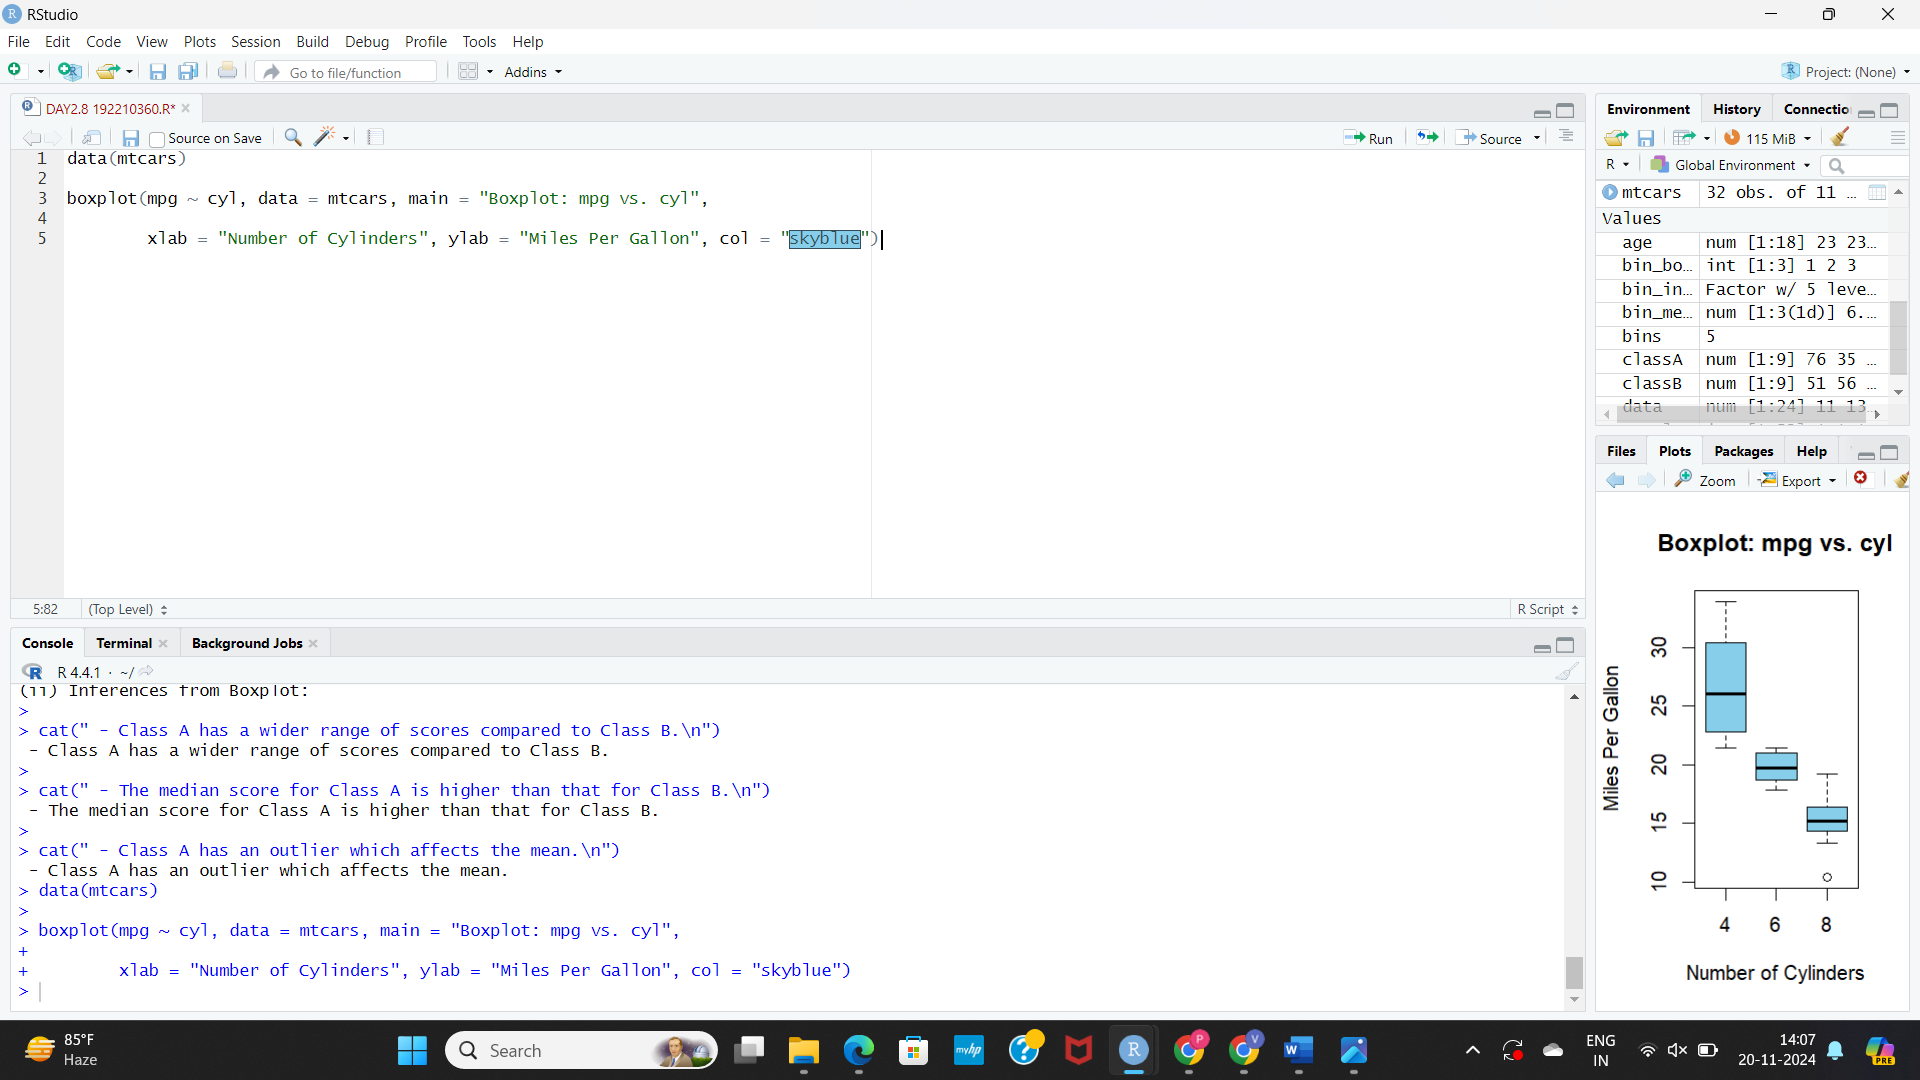 RStudio
File Edit Code View Plots Session Build Debug Profile Tools Help
Go to file/function Addins Project: (None)
DAY2.8 192210360.R*
Source on Save Run Source
1 data(mtcars)
2
3 boxplot(mpg ~ cyl, data = mtcars, main = "Boxplot: mpg vs. cyl",
4
5 xlab = "Number of Cylinders", ylab = "Miles Per Gallon", col = "skyblue")
5:82 (Top Level) R Script
Console Terminal Background Jobs
R 4.4.1 · ~/
(ii) Inferences from Boxplot:
>
> cat(" - Class A has a wider range of scores compared to Class B.\n")
- Class A has a wider range of scores compared to Class B.
>
> cat(" - The median score for Class A is higher than that for Class B.\n")
- The median score for Class A is higher than that for Class B.
>
> cat(" - Class A has an outlier which affects the mean.\n")
- Class A has an outlier which affects the mean.
> data(mtcars)
>
> boxplot(mpg ~ cyl, data = mtcars, main = "Boxplot: mpg vs. cyl",
+
+ xlab = "Number of Cylinders", ylab = "Miles Per Gallon", col = "skyblue")
>
Environment History Connectio
115 MiB
R Global Environment
mtcars 32 obs. of 11 …
Values
age num [1:18] 23 23…
bin_bo… int [1:3] 1 2 3
bin_in… Factor w/ 5 leve…
bin_me… num [1:3(1d)] 6.…
bins 5
classA num [1:9] 76 35 …
classB num [1:9] 51 56 …
data num [1:24] 11 13…
Files Plots Packages Help
Zoom Export
Boxplot: mpg vs. cyl
Miles Per Gallon
30
25
20
15
10
4 6 8
Number of Cylinders
85°F
Haze
Search
myhp
R
P
V
W
PRE
ENG
IN
14:07
20-11-2024